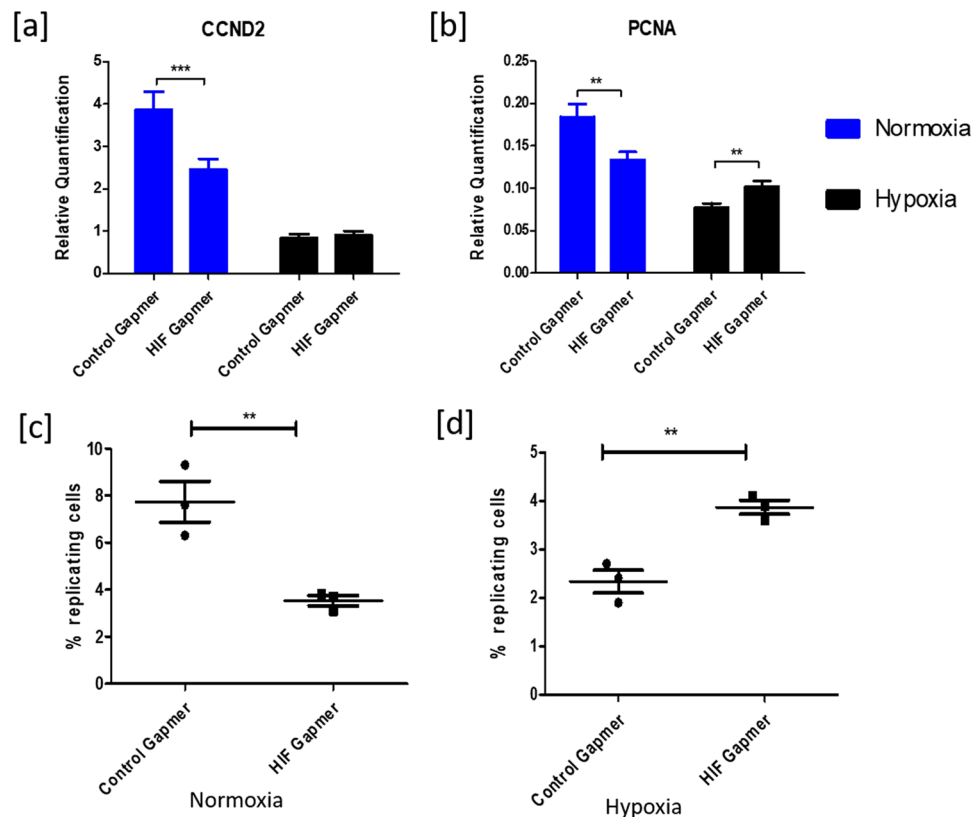 [a]
CCND2
Relative Quantification
5
4
3
2
1
0
***
Control Gapmer
HIF Gapmer
Control Gapmer
HIF Gapmer
[b]
PCNA
Relative Quantification
0.25
0.20
0.15
0.10
0.05
0.00
**
**
Control Gapmer
HIF Gapmer
Control Gapmer
HIF Gapmer
Normoxia
Hypoxia
[c]
% replicating cells
10
8
6
4
2
0
**
Control Gapmer
HIF Gapmer
Normoxia
[d]
% replicating cells
5
4
3
2
1
0
**
Control Gapmer
HIF Gapmer
Hypoxia